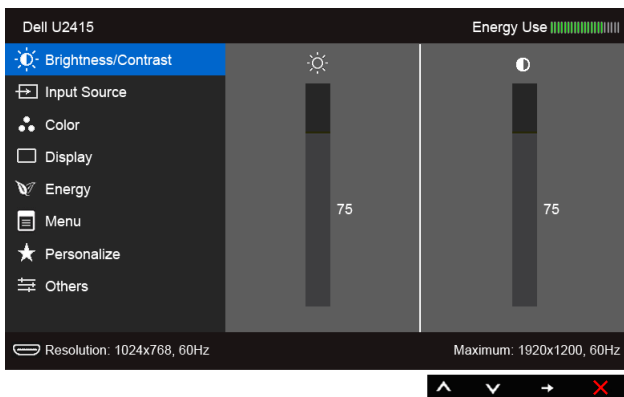 Dell U2415
Energy Use
Brightness/Contrast
Input Source
Color
Display
Energy
Menu
Personalize
Others
75
75
Resolution: 1024x768, 60Hz
Maximum: 1920x1200, 60Hz